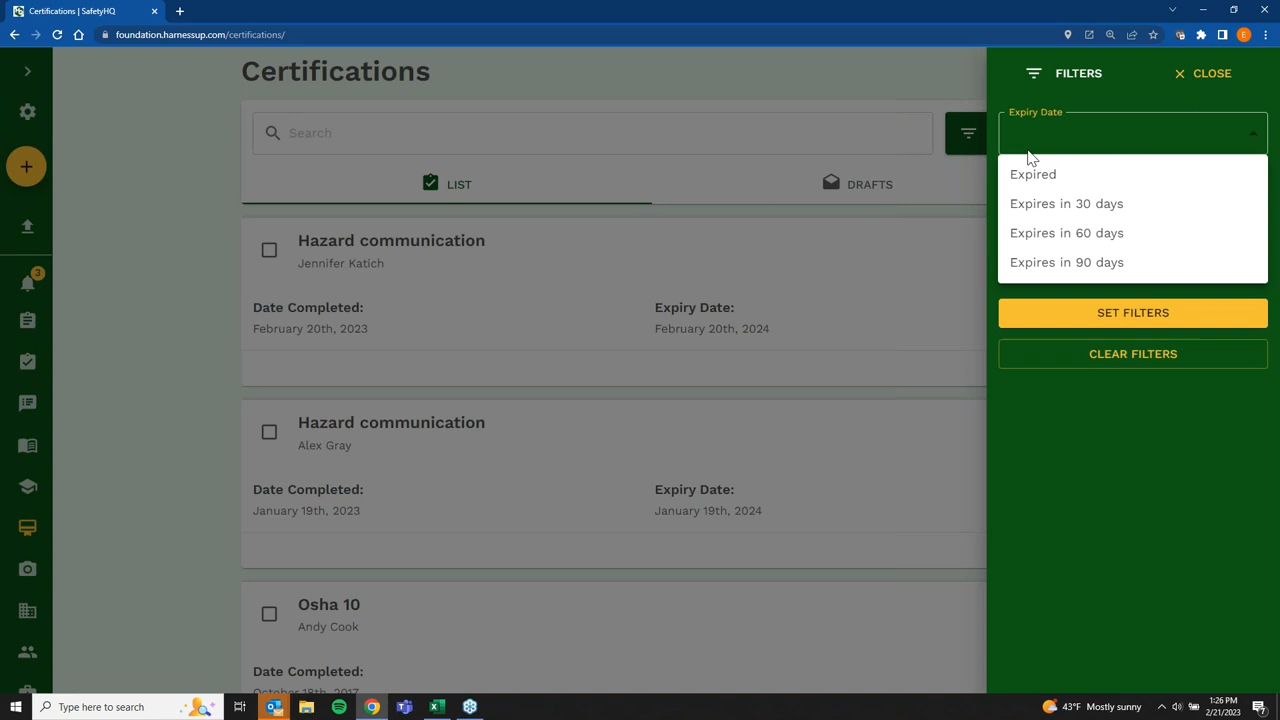 Certifications | SafetyHQ
foundation.harnessup.com/certifications/
E
Certifications
Search
LIST
DRAFTS
Hazard communication
Jennifer Katich
Date Completed:
Expiry Date:
February 20th, 2023
February 20th, 2024
Hazard communication
Alex Gray
Date Completed:
Expiry Date:
January 19th, 2023
January 19th, 2024
Osha 10
Andy Cook
Date Completed:
October 18th, 2017
3
FILTERS
CLOSE
Expiry Date
Expired
Expires in 30 days
Expires in 60 days
Expires in 90 days
SET FILTERS
CLEAR FILTERS
Type here to search
43°F Mostly sunny
1:26 PM
2/21/2023
7